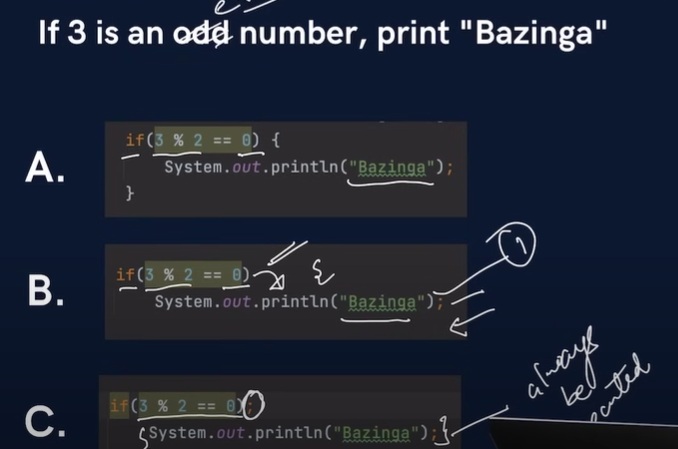 If 3 is an odd number, print "Bazinga"
A.
if(3 % 2 == 0) {
System.out.println("Bazinga");
}
B.
if(3 % 2 == 0) {
System.out.println("Bazinga");
1
C.
if(3 % 2 == 0);
{System.out.println("Bazinga");}
always
be